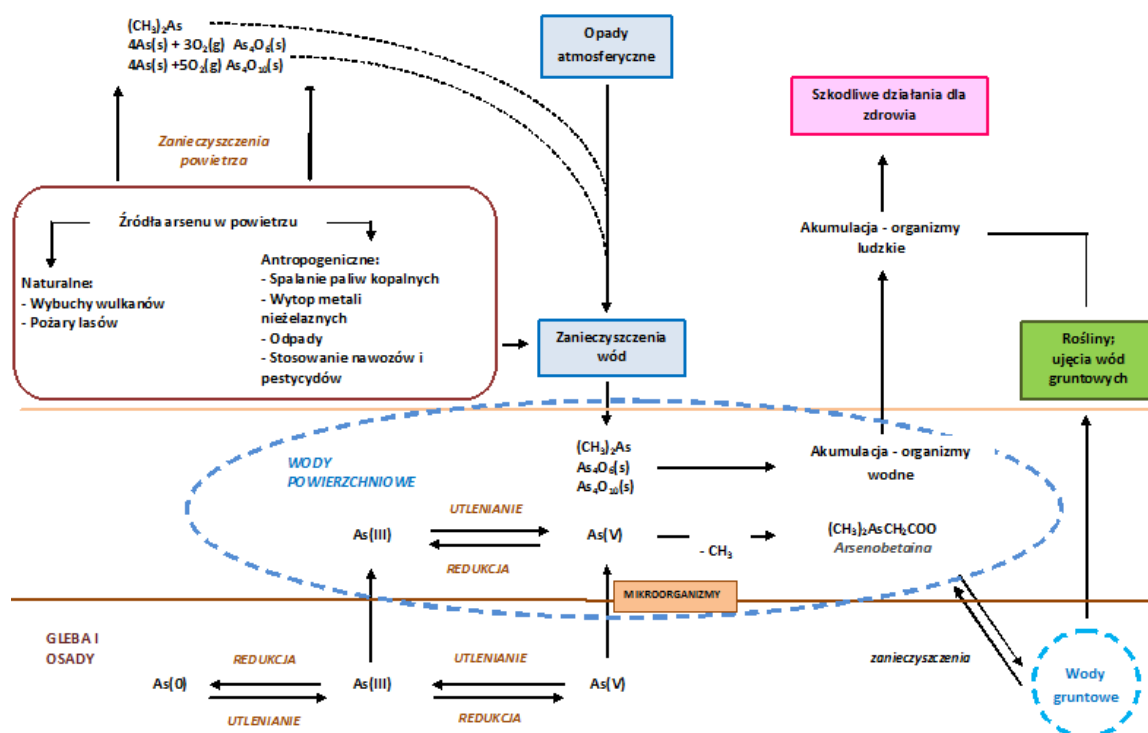 (CH₃)₂As
4As(s) + 3O₂(g) As₄O₆(s)
4As(s) +5O₂(g) As₄O₁₀(s)
Opady
atmosferyczne
Szkodliwe działania dla
zdrowia
Zanieczyszczenia
powietrza
Źródła arsenu w powietrzu
Akumulacja - organizmy
ludzkie
Naturalne:
- Wybuchy wulkanów
- Pożary lasów
Antropogeniczne:
- Spalanie paliw kopalnych
- Wytop metali
nieżelaznych
- Odpady
- Stosowanie nawozów i
pestycydów
Zanieczyszczenia
wód
Rośliny;
ujęcia wód
gruntowych
WODY
POWIERZCHNIOWE
(CH₃)₂As
As₄O₆(s)
As₄O₁₀(s)
Akumulacja - organizmy
wodne
As(III)
UTLENIANIE
REDUKCJA
As(V)
- CH₃
(CH₃)₂AsCH₂COO
Arsenobetaina
MIKROORGANIZMY
GLEBA I
OSADY
As(0)
REDUKCJA
UTLENIANIE
As(III)
UTLENIANIE
REDUKCJA
As(V)
zanieczyszczenia
Wody
gruntowe